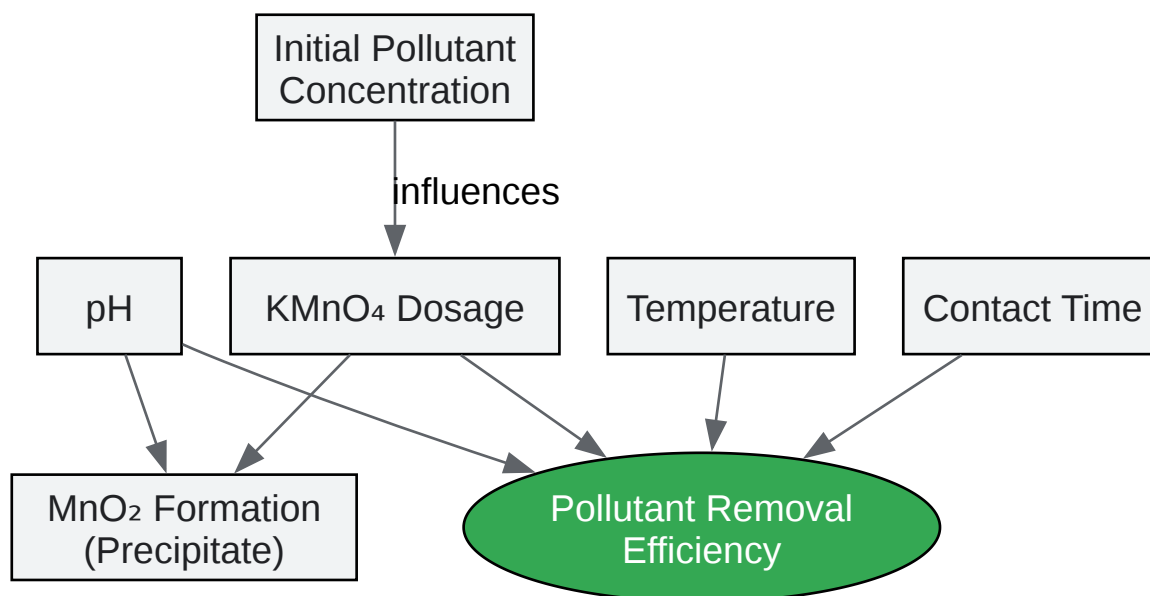 Initial Pollutant
Concentration
influences
pH
KMnO₄ Dosage
Temperature
Contact Time
MnO₂ Formation
(Precipitate)
Pollutant Removal
Efficiency